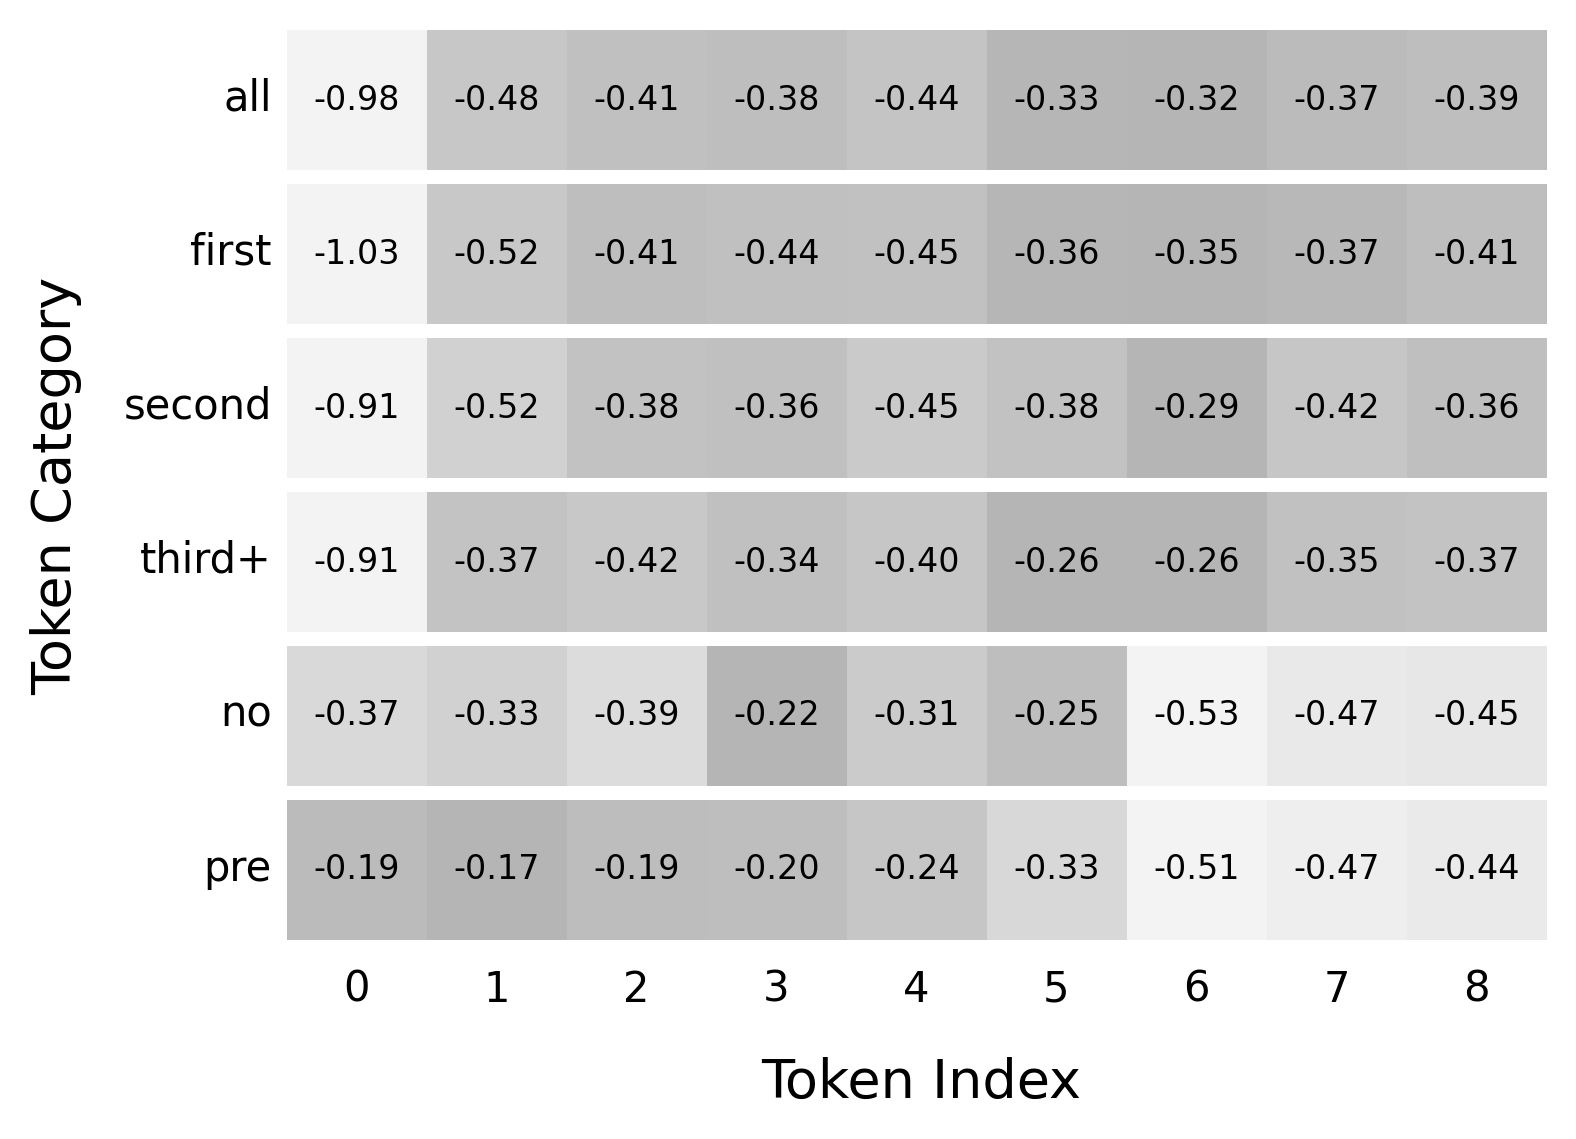 all -0.98 -0.48 -0.41 -0.38 -0.44 -0.33 -0.32 -0.37 -0.39
first -1.03 -0.52 -0.41 -0.44 -0.45 -0.36 -0.35 -0.37 -0.41
second -0.91 -0.52 -0.38 -0.36 -0.45 -0.38 -0.29 -0.42 -0.36
third+ -0.91 -0.37 -0.42 -0.34 -0.40 -0.26 -0.26 -0.35 -0.37
no -0.37 -0.33 -0.39 -0.22 -0.31 -0.25 -0.53 -0.47 -0.45
pre -0.19 -0.17 -0.19 -0.20 -0.24 -0.33 -0.51 -0.47 -0.44
0 1 2 3 4 5 6 7 8
Token Index
Token Category